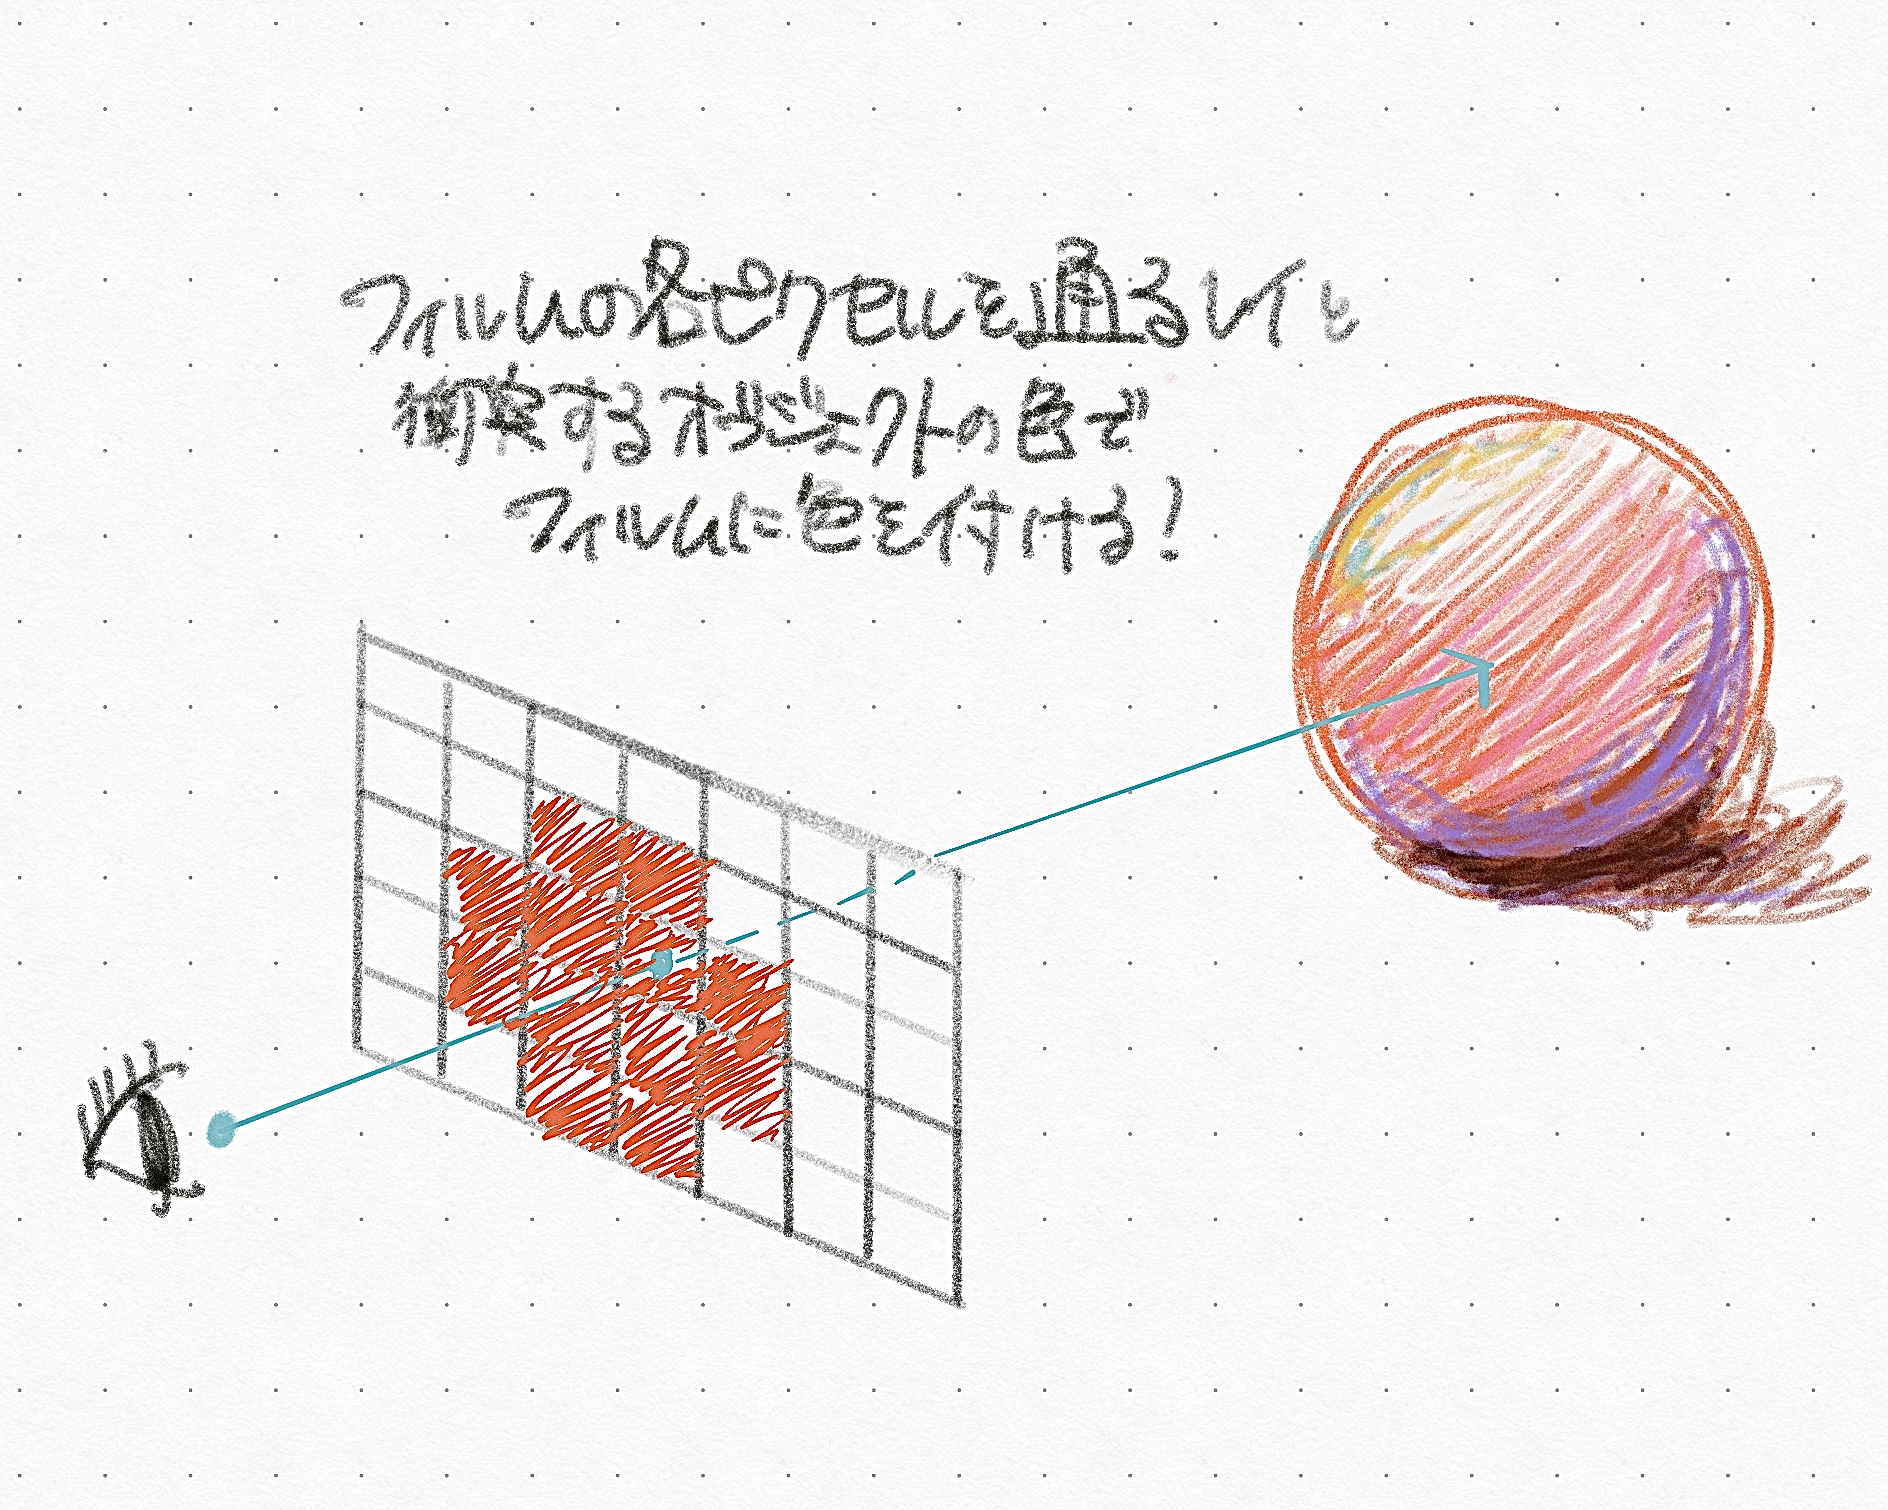 フィルムの各ピクセルを通るレイと
衝突するオブジェクトの色で
フィルムに色を付ける!